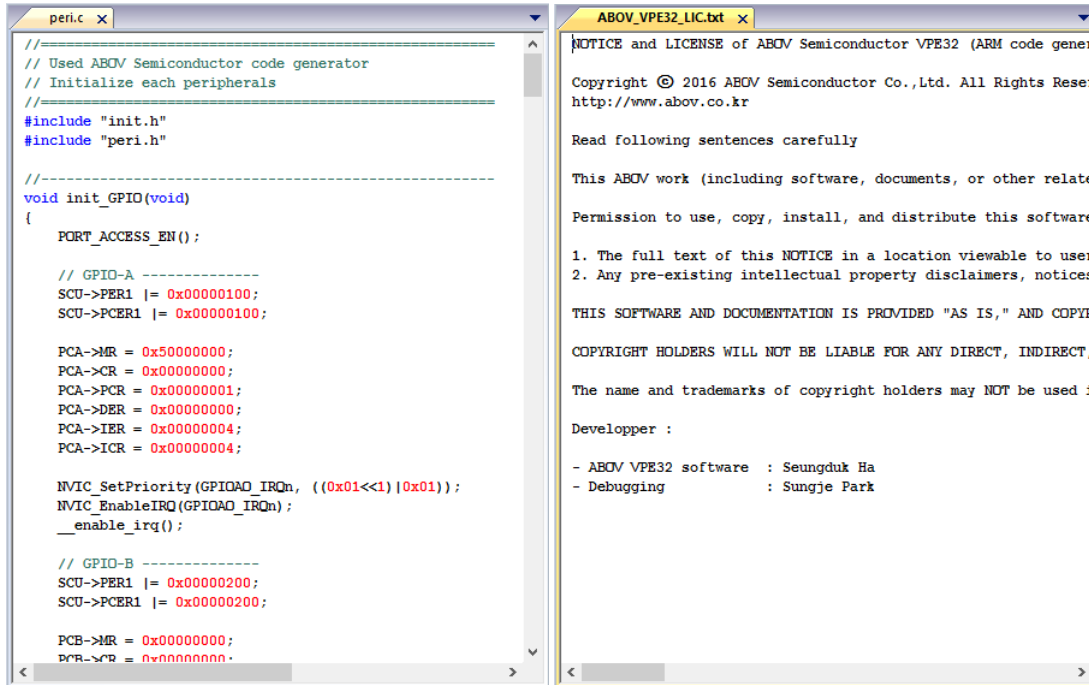 peri.c
//======================================================
// Used ABOV Semiconductor code generator
// Initialize each peripherals
//======================================================
#include "init.h"
#include "peri.h"
//------------------------------------------------------
void init_GPIO(void)
{
PORT_ACCESS_EN();
// GPIO-A --------------
SCU->PER1 |= 0x00000100;
SCU->PCER1 |= 0x00000100;
PCA->MR = 0x50000000;
PCA->CR = 0x00000000;
PCA->PCR = 0x00000001;
PCA->DER = 0x00000000;
PCA->IER = 0x00000004;
PCA->ICR = 0x00000004;
NVIC_SetPriority(GPIOAO_IRQn, ((0x01<<1)|0x01));
NVIC_EnableIRQ(GPIOAO_IRQn);
__enable_irq();
// GPIO-B --------------
SCU->PER1 |= 0x00000200;
SCU->PCER1 |= 0x00000200;
PCB->MR = 0x00000000;
PCB->CR = 0x00000000;
ABOV_VPE32_LIC.txt
NOTICE and LICENSE of ABOV Semiconductor VPE32 (ARM code gener
Copyright © 2016 ABOV Semiconductor Co.,Ltd. All Rights Reser
http://www.abov.co.kr
Read following sentences carefully
This ABOV work (including software, documents, or other relate
Permission to use, copy, install, and distribute this software
1. The full text of this NOTICE in a location viewable to user
2. Any pre-existing intellectual property disclaimers, notices
THIS SOFTWARE AND DOCUMENTATION IS PROVIDED "AS IS," AND COPYR
COPYRIGHT HOLDERS WILL NOT BE LIABLE FOR ANY DIRECT, INDIRECT,
The name and trademarks of copyright holders may NOT be used i
Developper :
- ABOV VPE32 software : Seungduk Ha
- Debugging : Sungje Park